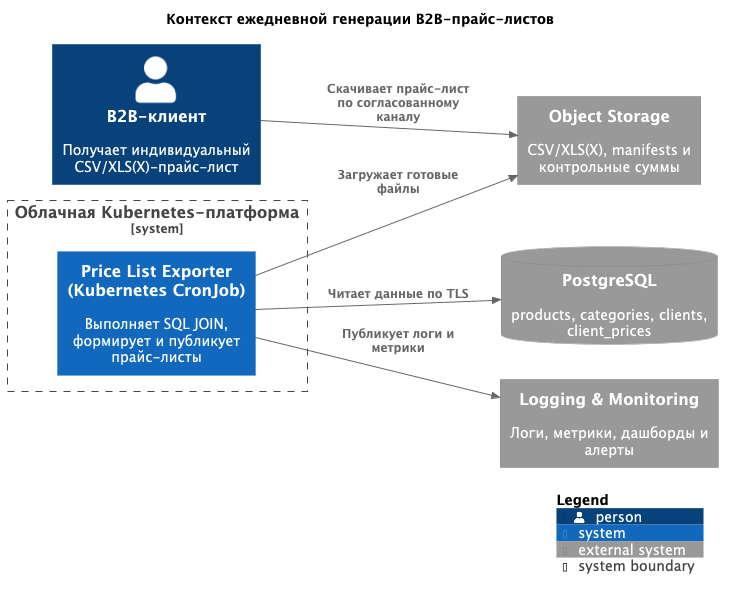 Контекст ежедневной генерации B2B-прайс-листов
B2B-клиент
Получает индивидуальный
CSV/XLS(X)-прайс-лист
Скачивает прайс-лист
по согласованному
каналу
Object Storage
CSV/XLS(X), manifests и
контрольные суммы
Загружает готовые
файлы
Облачная Kubernetes-платформа
[system]
Price List Exporter
(Kubernetes CronJob)
Выполняет SQL JOIN,
формирует и публикует
прайс-листы
Читает данные по TLS
PostgreSQL
products, categories, clients,
client_prices
Публикует логи и
метрики
Logging & Monitoring
Логи, метрики, дашборды и
алерты
Legend
person
system
external system
system boundary